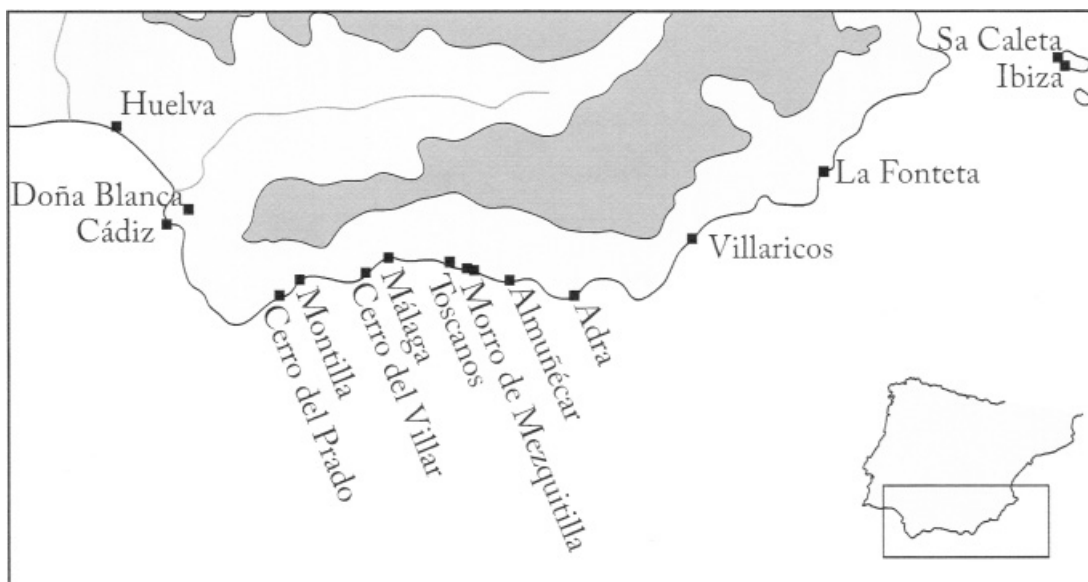 Sa Caleta
Ibiza
Huelva
La Fonteta
Doña Blanca
Cádiz
Villaricos
Cerro del Prado
Montilla
Cerro del Villar
Málaga
Toscanos
Morro de Mezquitilla
Almuñécar
Adra